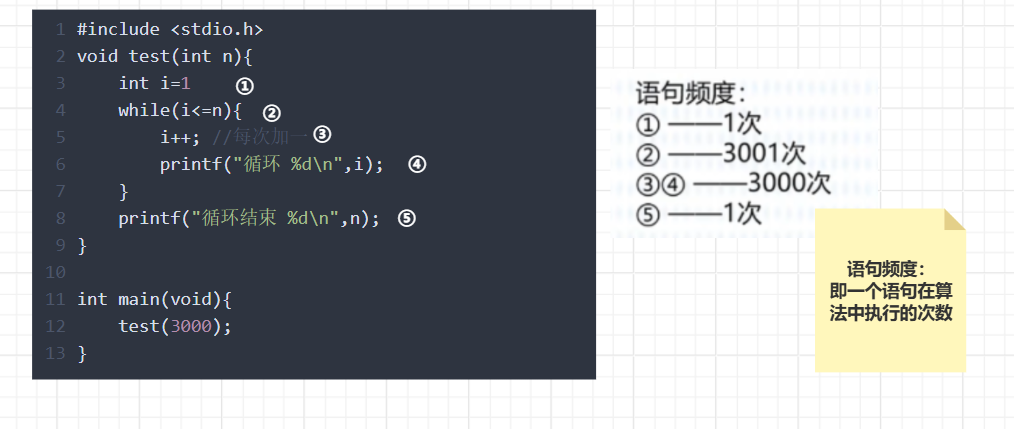 1 #include <stdio.h>
2 void test(int n){
3 int i=1 ①
4 while(i<=n){ ②
5 i++; //每次加一 ③
6 printf("循环 %d\n",i); ④
7 }
8 printf("循环结束 %d\n",n); ⑤
9 }
10
11 int main(void){
12 test(3000);
13 }
语句频度：
① ——1次
② ——3001次
③④ ——3000次
⑤ ——1次
语句频度：
即一个语句在算
法中执行的次数